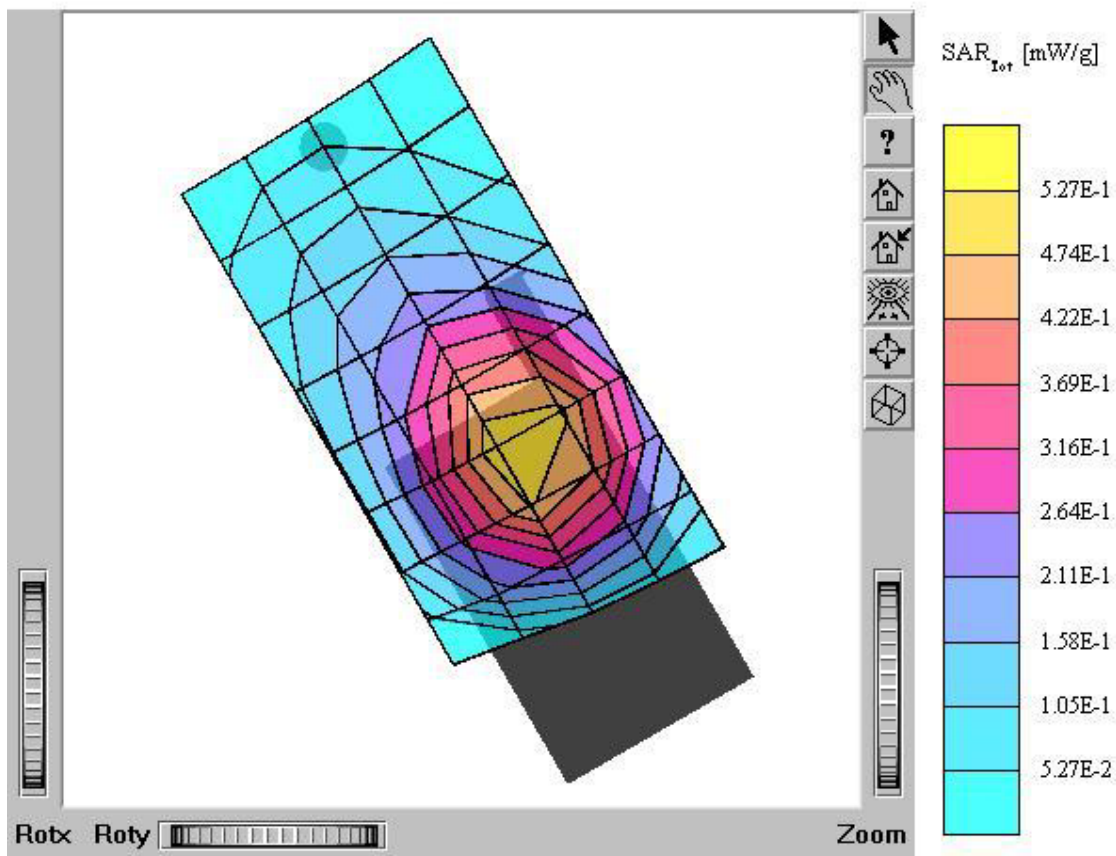 SAR_Tot [mW/g]
?
5.27E-1
4.74E-1
4.22E-1
3.69E-1
3.16E-1
2.64E-1
2.11E-1
1.58E-1
1.05E-1
5.27E-2
Rotx Roty Zoom